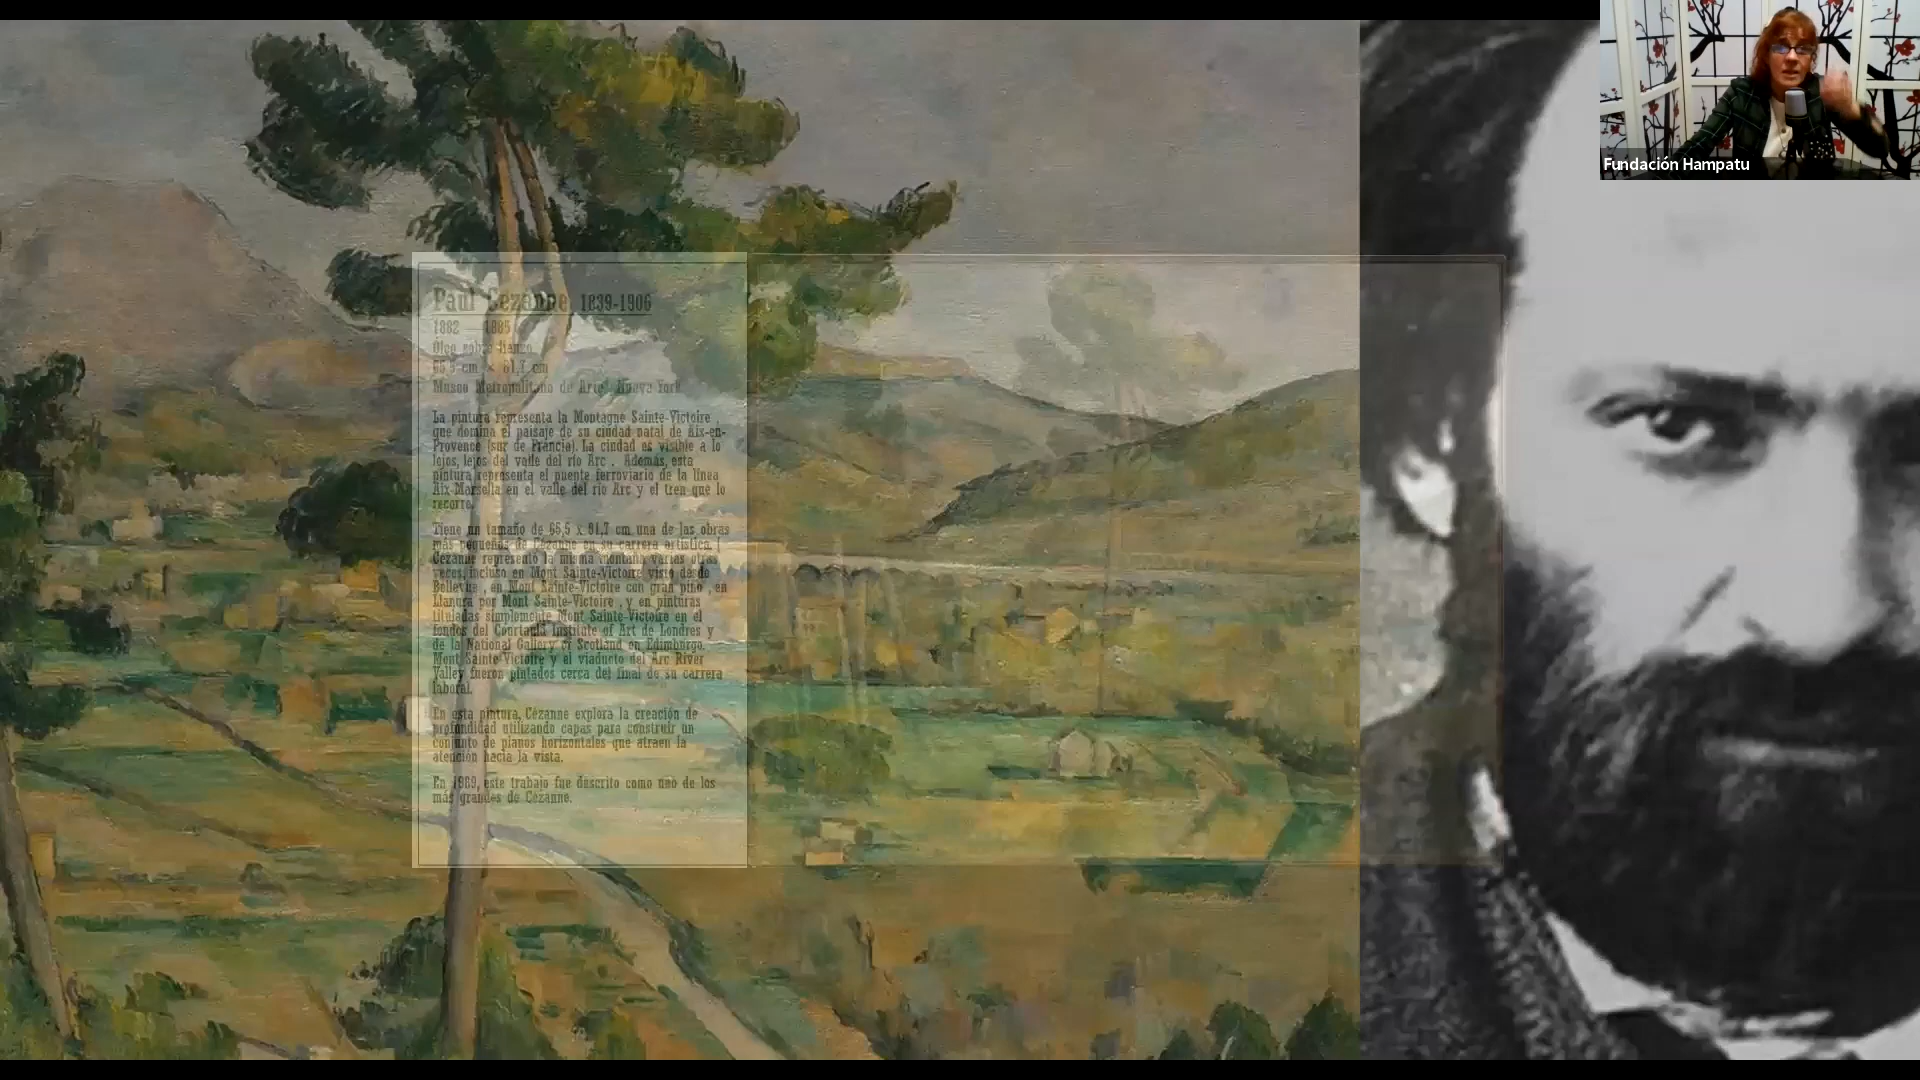 Fundación Hampatu
Paul Cezanne, 1839-1906
1882 — 1885
Óleo sobre lienzo
65,5 cm × 81,7 cm
Museo Metropolitano de Arte, Nueva York
La pintura representa la Montagne Sainte-Victoire ,
que domina el paisaje de su ciudad natal de Aix-en-
Provence (sur de Francia). La ciudad es visible a lo
lejos, lejos del valle del río Arc . Además, esta
pintura representa el puente ferroviario de la línea
Aix-Marsella en el valle del río Arc y el tren que lo
recorre.
Tiene un tamaño de 65,5 x 81,7 cm una de las obras
más pequeñas de Cézanne en su carrera artística. [
Cézanne representó la misma montaña varias otras
veces, incluso en Mont Sainte-Victoire visto desde
Bellevue , en Mont Sainte-Victoire con gran pino , en
Llanura por Mont Sainte-Victoire , y en pinturas
tituladas simplemente Mont Sainte-Victoire en el
fondos del Courtauld Institute of Art de Londres y
de la National Gallery of Scotland en Edimburgo.
Mont Sainte-Victoire y el viaducto del Arc River
Valley fueron pintados cerca del final de su carrera
laboral.
En esta pintura, Cézanne explora la creación de
profundidad utilizando capas para construir un
conjunto de planos horizontales que atraen la
atención hacia la vista.
En 1989, este trabajo fue descrito como uno de los
más grandes de Cézanne.